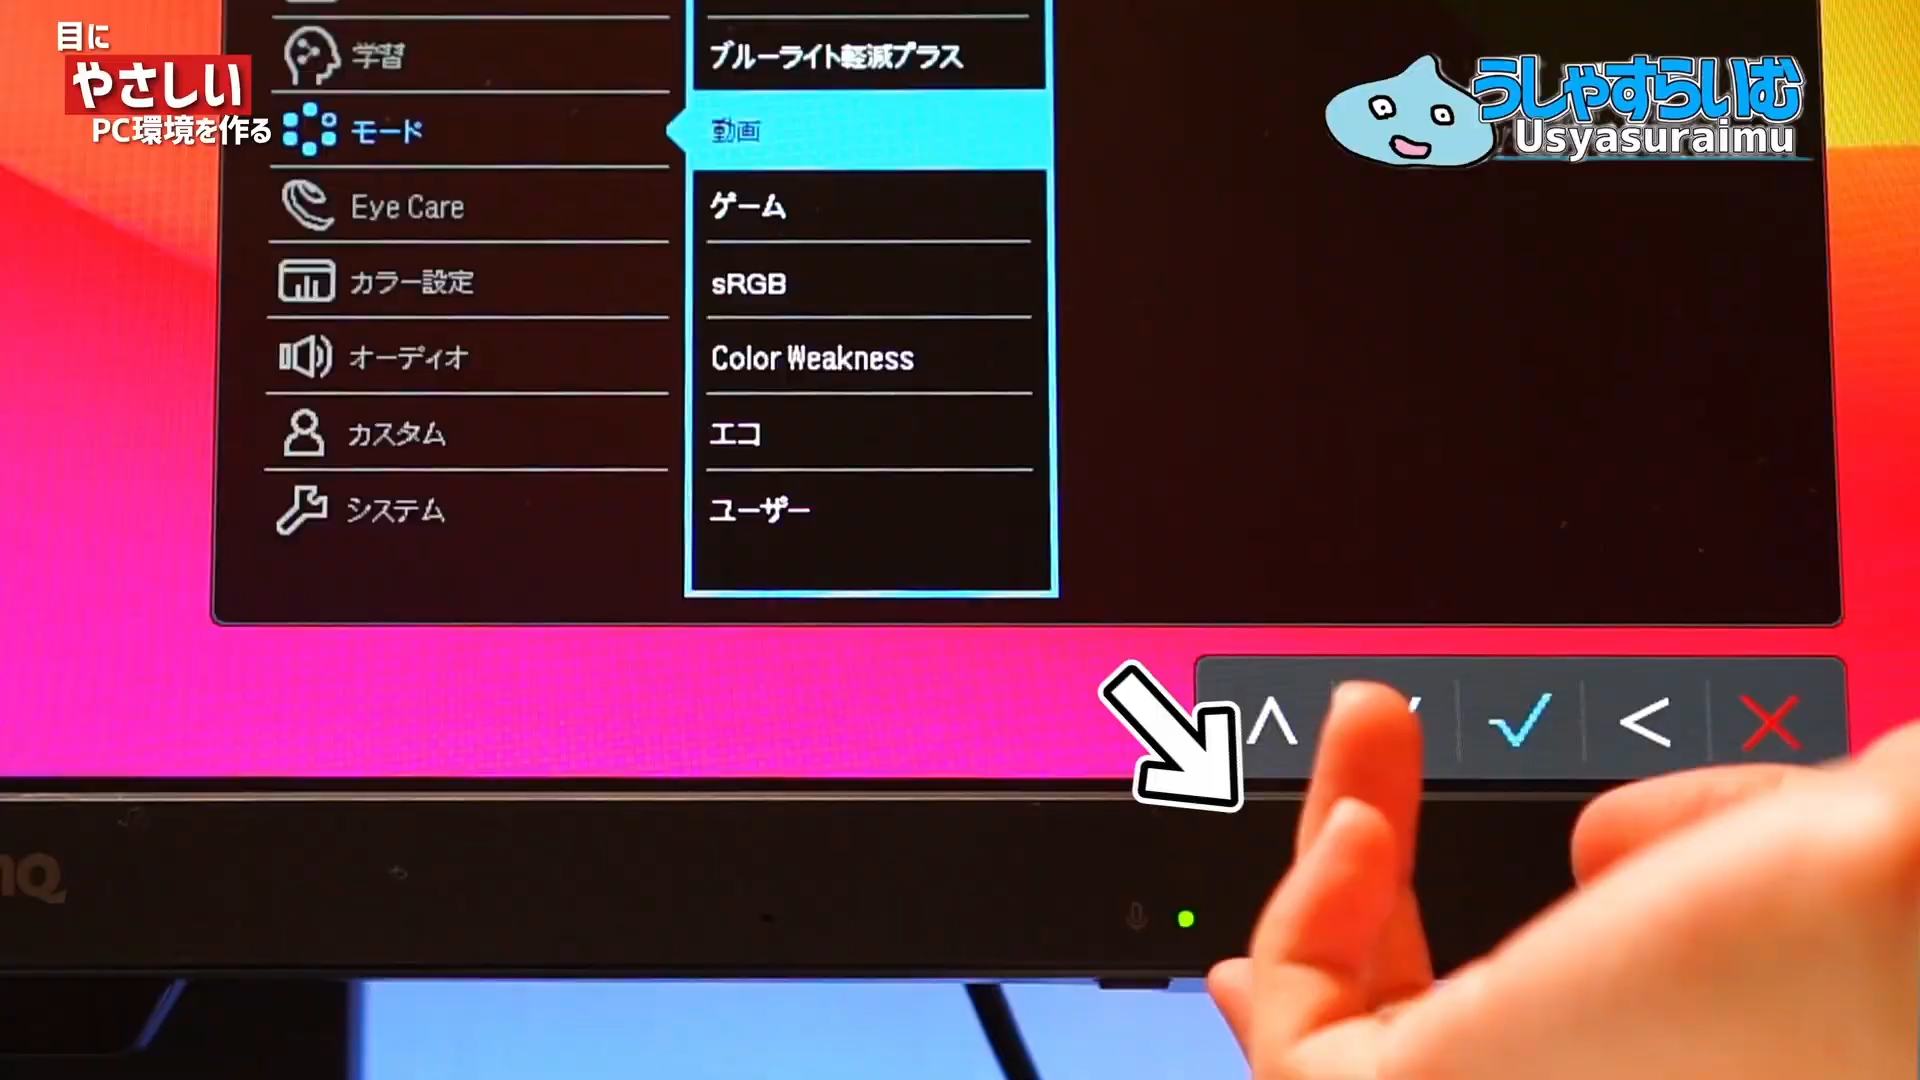 目に
やさしい
PC環境を作る
学習
モード
Eye Care
カラー設定
オーディオ
カスタム
システム
ブルーライト軽減プラス
動画
ゲーム
sRGB
Color Weakness
エコ
ユーザー
うしゃすらいむ
Usyasuraimu